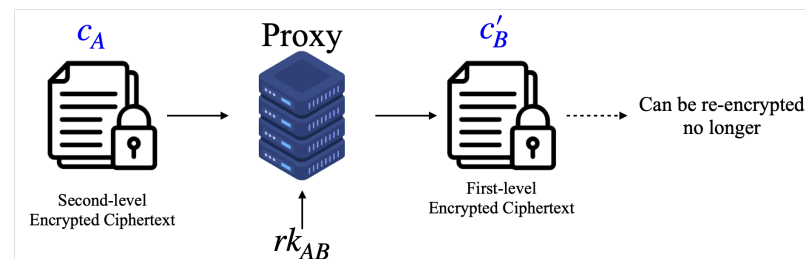 c_A
Proxy
c'_B
Can be re-encrypted
no longer
Second-level
Encrypted Ciphertext
First-level
Encrypted Ciphertext
rk_AB